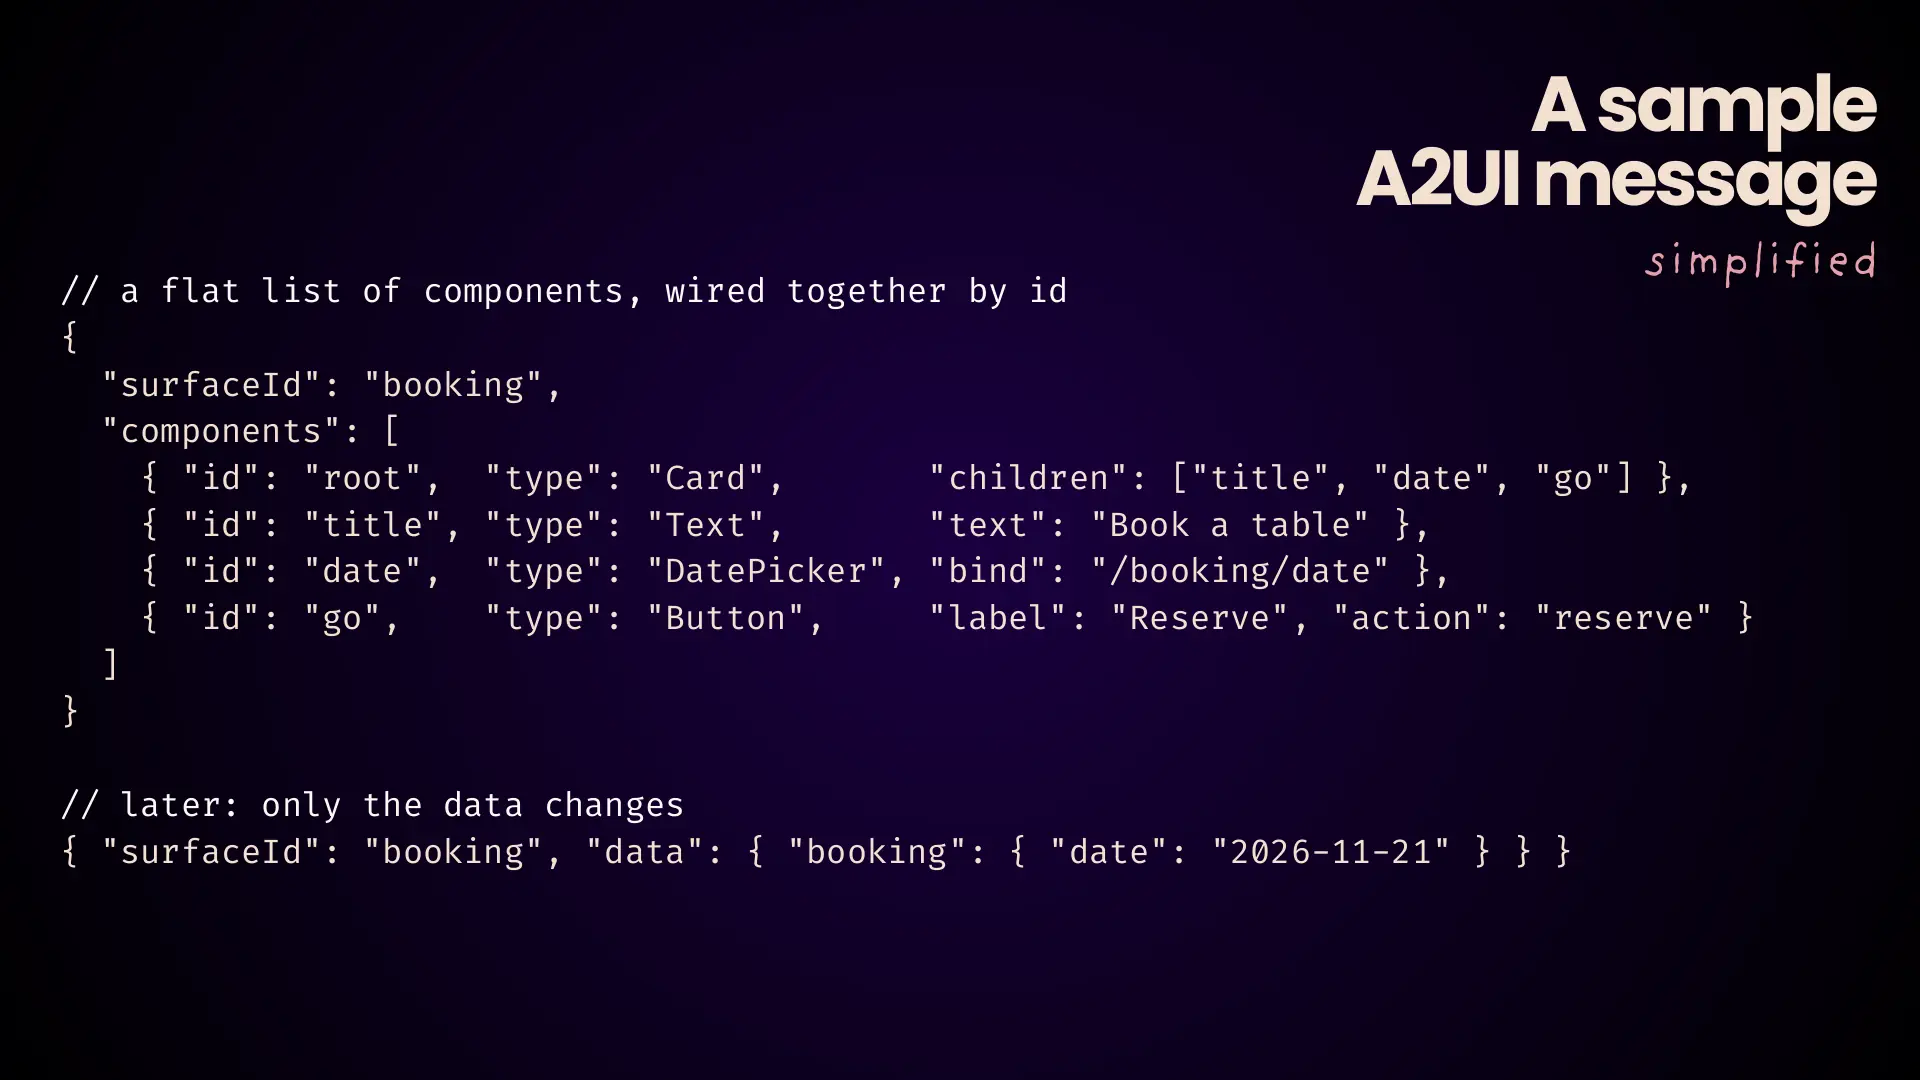 A sample
A2UI message
simplified
// a flat list of components, wired together by id
{
  "surfaceId": "booking",
  "components": [
    { "id": "root",  "type": "Card",       "children": ["title", "date", "go"] },
    { "id": "title", "type": "Text",       "text": "Book a table" },
    { "id": "date",  "type": "DatePicker", "bind": "/booking/date" },
    { "id": "go",    "type": "Button",     "label": "Reserve", "action": "reserve" }
  ]
}
// later: only the data changes
{ "surfaceId": "booking", "data": { "booking": { "date": "2026-11-21" } } }